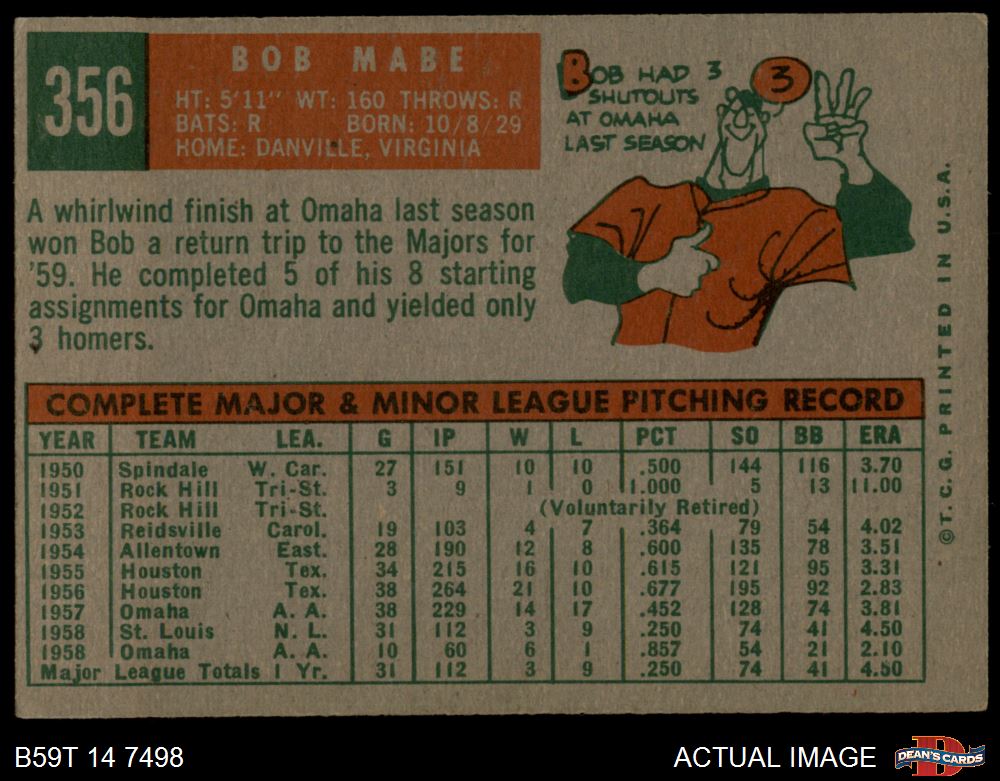 356
BOB MABE
HT: 5'11" WT: 160 THROWS: R
BATS: R BORN: 10/8/29
HOME: DANVILLE, VIRGINIA
A whirlwind finish at Omaha last season
won Bob a return trip to the Majors for
'59. He completed 5 of his 8 starting
assignments for Omaha and yielded only
3 homers.
BOB HAD 3
SHUTOUTS
AT OMAHA
LAST SEASON
3
COMPLETE MAJOR & MINOR LEAGUE PITCHING RECORD
YEAR TEAM LEA. G IP W L PCT SO BB ERA
1950 Spindale W. Car. 27 151 10 10 .500 144 116 3.70
1951 Rock Hill Tri-St. 3 9 1 0 1.000 5 13 11.00
1952 Rock Hill Tri-St. (Voluntarily Retired)
1953 Reidsville Carol. 19 103 4 7 .364 79 54 4.02
1954 Allentown East. 28 190 12 8 .600 135 78 3.51
1955 Houston Tex. 34 215 16 10 .615 121 95 3.31
1956 Houston Tex. 38 264 21 10 .677 195 92 2.83
1957 Omaha A. A. 38 229 14 17 .452 128 74 3.81
1958 St. Louis N. L. 31 112 3 9 .250 74 41 4.50
1958 Omaha A. A. 10 60 6 1 .857 54 21 2.10
Major League Totals 1 Yr. 31 112 3 9 .250 74 41 4.50
© T. C. G. PRINTED IN U.S.A.
B59T 14 7498
ACTUAL IMAGE
D
DEAN'S CARDS